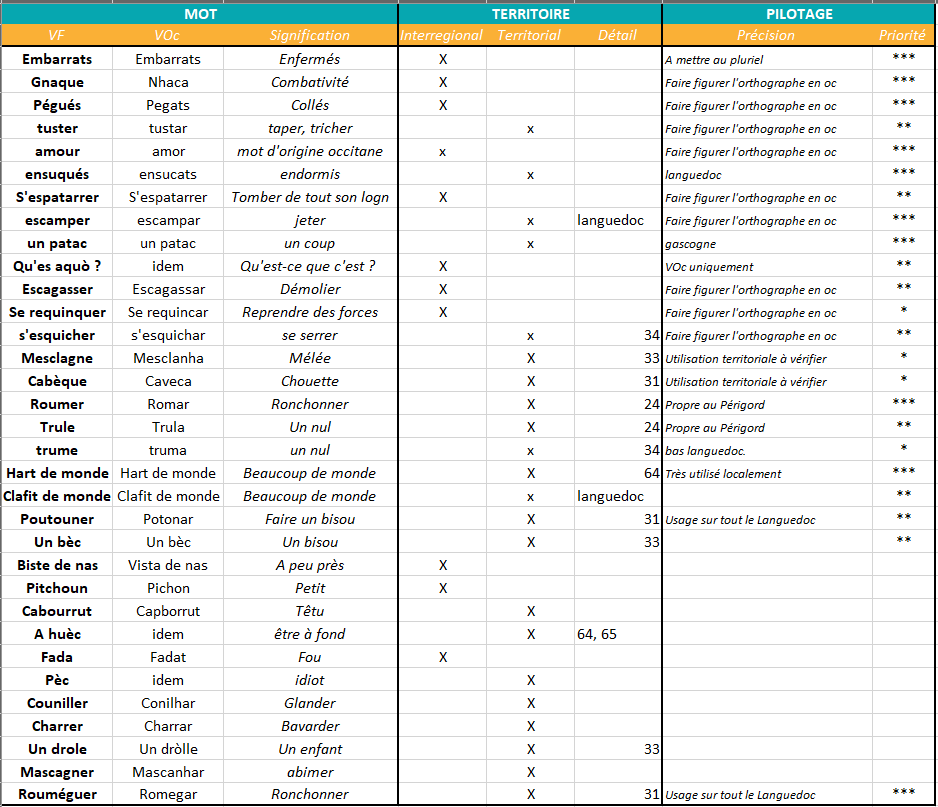 MOT TERRITOIRE PILOTAGE
VF VOc Signification Interregional Territorial Détail Précision Priorité
Embarrats Embarrats Enfermés X A mettre au pluriel ***
Gnaque Nhaca Combativité X Faire figurer l'orthographe en oc ***
Pégués Pegats Collés X Faire figurer l'orthographe en oc ***
tuster tustar taper, tricher x Faire figurer l'orthographe en oc **
amour amor mot d'origine occitane x Faire figurer l'orthographe en oc ***
ensuqués ensucats endormis x languedoc ***
S'espatarrer S'espatarrer Tomber de tout son logn X Faire figurer l'orthographe en oc **
escamper escampar jeter x languedoc Faire figurer l'orthographe en oc ***
un patac un patac un coup x gascogne ***
Qu'es aquò ? idem Qu'est-ce que c'est ? X VOc uniquement **
Escagasser Escagassar Démolier X Faire figurer l'orthographe en oc **
Se requinquer Se requincar Reprendre des forces X Faire figurer l'orthographe en oc *
s'esquicher s'esquichar se serrer x 34 Faire figurer l'orthographe en oc **
Mesclagne Mesclanha Mélée X 33 Utilisation territoriale à vérifier *
Cabèque Caveca Chouette X 31 Utilisation territoriale à vérifier *
Roumer Romar Ronchonner X 24 Propre au Périgord ***
Trule Trula Un nul X 24 Propre au Périgord **
trume truma un nul x 34 bas languedoc. *
Hart de monde Hart de monde Beaucoup de monde X 64 Très utilisé localement ***
Clafit de monde Clafit de monde Beaucoup de monde x languedoc **
Poutouner Potonar Faire un bisou X 31 Usage sur tout le Languedoc **
Un bèc Un bèc Un bisou X 33 **
Biste de nas Vista de nas A peu près X
Pitchoun Pichon Petit X
Cabourrut Capborrut Têtu X
A huèc idem être à fond X 64, 65
Fada Fadat Fou X
Pèc idem idiot X
Couniller Conilhar Glander X
Charrer Charrar Bavarder X
Un drole Un dròlle Un enfant X 33
Mascagner Mascanhar abimer X
Rouméguer Romegar Ronchonner X 31 Usage sur tout le Languedoc ***